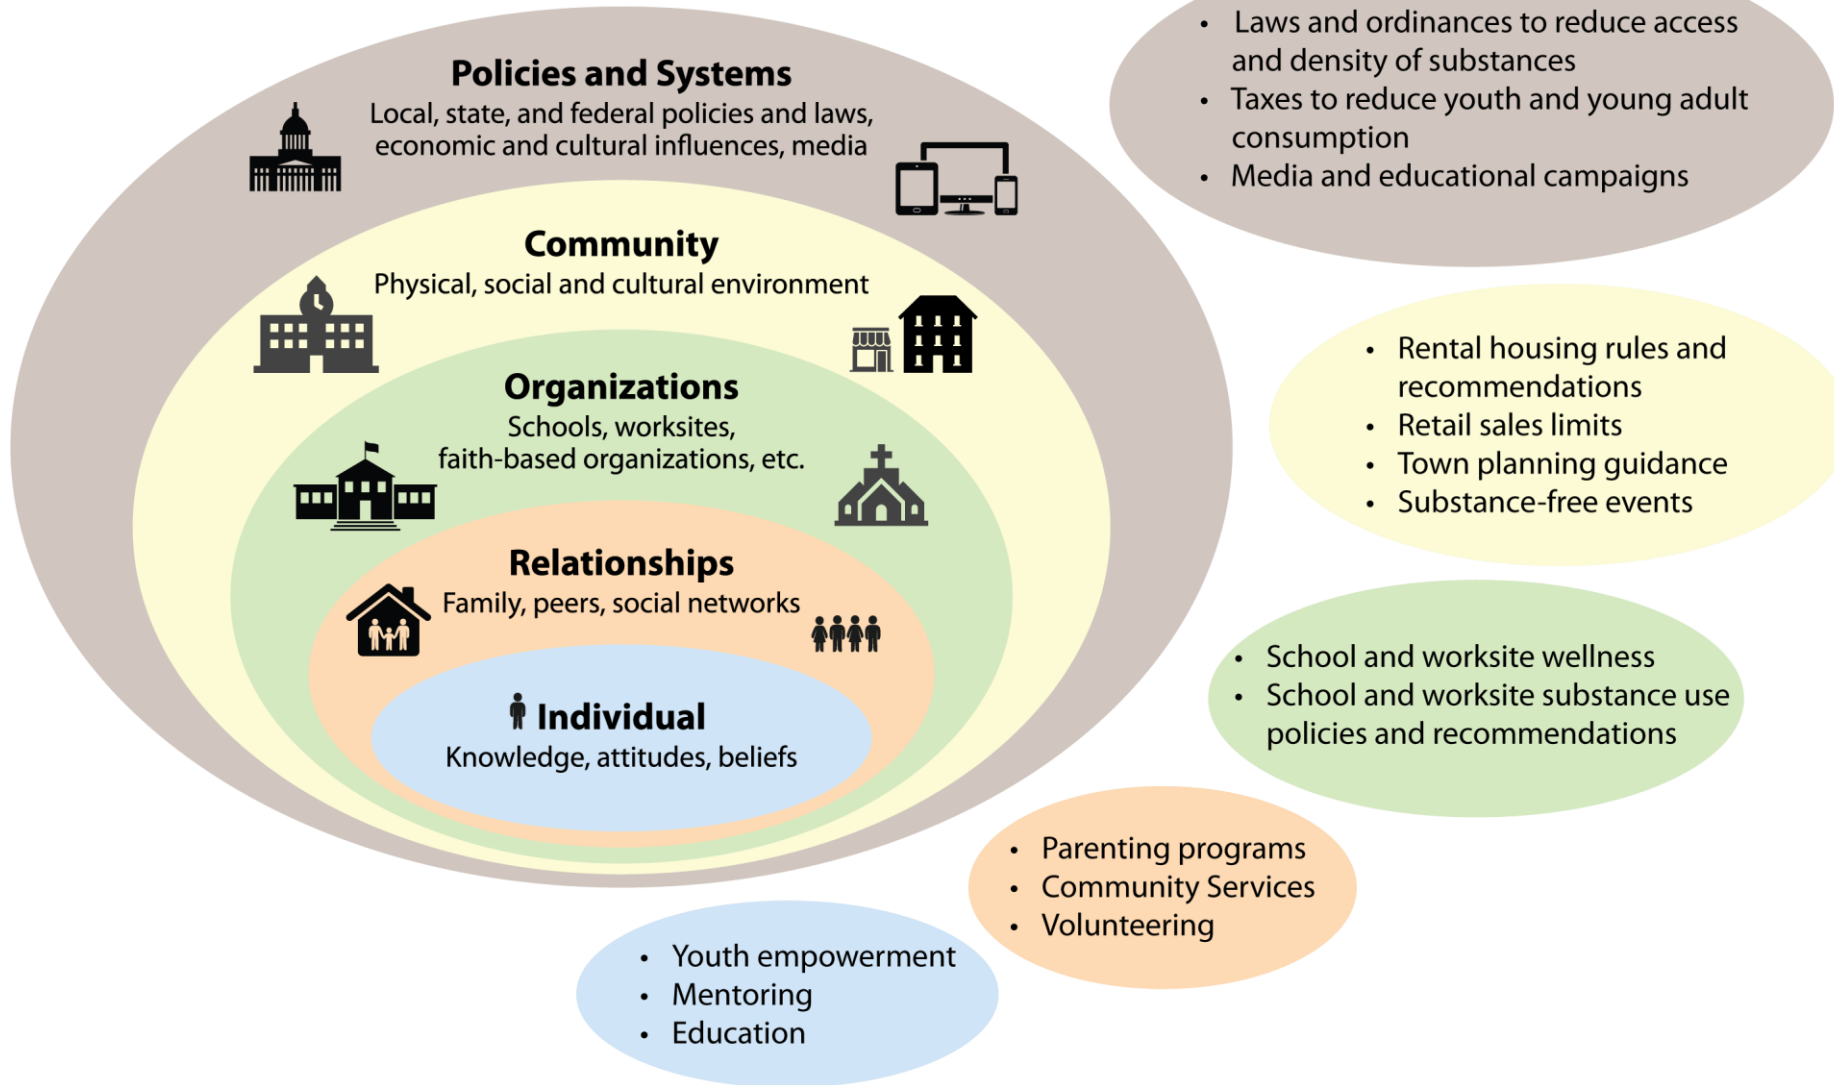 Policies and Systems
Local, state, and federal policies and laws,
economic and cultural influences, media
Community
Physical, social and cultural environment
Organizations
Schools, worksites,
faith-based organizations, etc.
Relationships
Family, peers, social networks
Individual
Knowledge, attitudes, beliefs
• Laws and ordinances to reduce access
and density of substances
• Taxes to reduce youth and young adult
consumption
• Media and educational campaigns
• Rental housing rules and
recommendations
• Retail sales limits
• Town planning guidance
• Substance-free events
• School and worksite wellness
• School and worksite substance use
policies and recommendations
• Parenting programs
• Community Services
• Volunteering
• Youth empowerment
• Mentoring
• Education